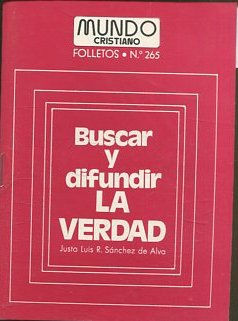 MUNDO
CRISTIANO
FOLLETOS • N.º 265
Buscar
y
difundir
LA
VERDAD
Justo Luis R. Sánchez de Alva